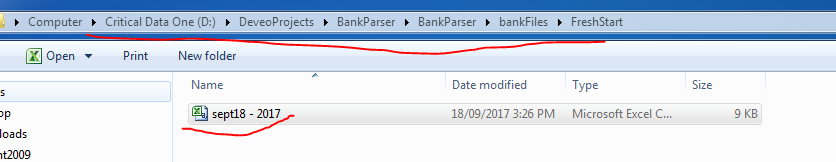 Computer ▸ Critical Data One (D:) ▸ DeveoProjects ▸ BankParser ▸ BankParser ▸ bankFiles ▸ FreshStart
Open Print New folder
Name Date modified Type Size
sept18 - 2017 18/09/2017 3:26 PM Microsoft Excel C... 9 KB
s
op
loads
nt2009